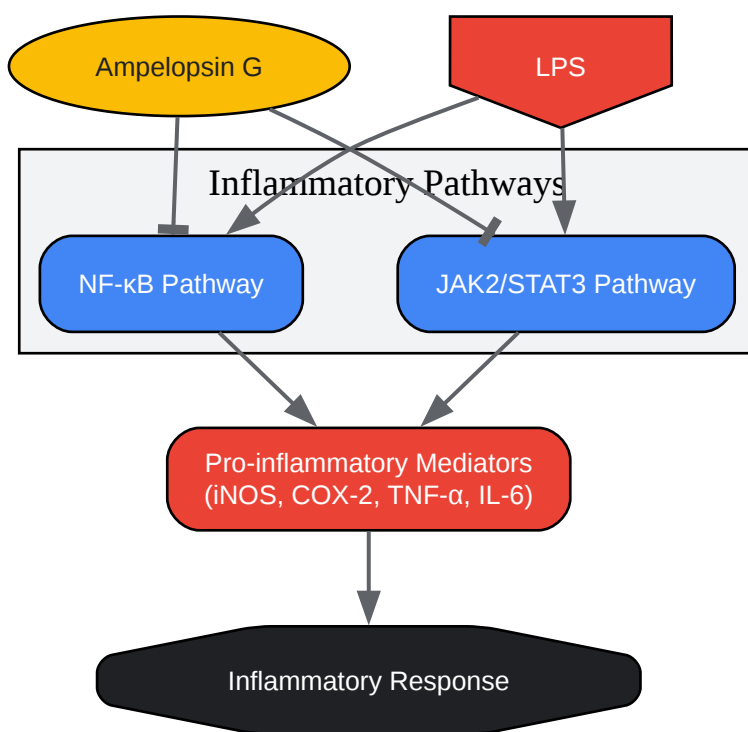 Ampelopsin G
LPS
Inflammatory Pathways
NF-κB Pathway
JAK2/STAT3 Pathway
Pro-inflammatory Mediators
(iNOS, COX-2, TNF-α, IL-6)
Inflammatory Response